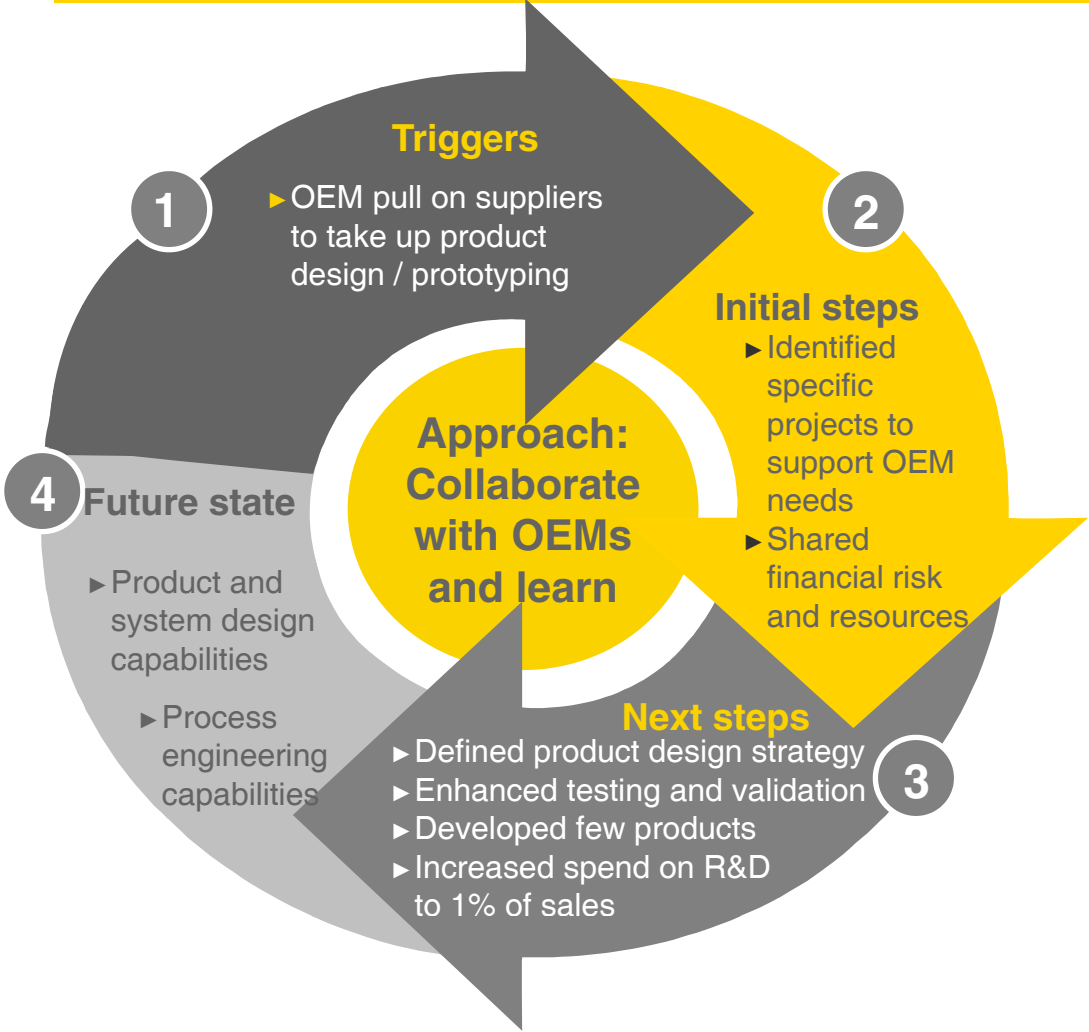 1
Triggers
►OEM pull on suppliers
to take up product
design / prototyping
2
Initial steps
►Identified
specific
projects to
support OEM
needs
►Shared
financial risk
and resources
Approach:
Collaborate
with OEMs
and learn
3
Next steps
►Defined product design strategy
►Enhanced testing and validation
►Developed few products
►Increased spend on R&D
to 1% of sales
4
Future state
►Product and
system design
capabilities
►Process
engineering
capabilities